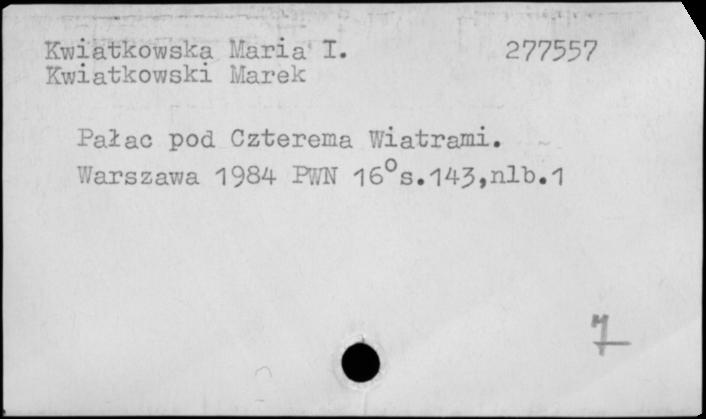 Kwiatkowska Maria I. 277557
Kwiatkowski Marek
Pałac pod Czterema Wiatrami.
Warszawa 1984 PWN 16° s.143,nlb.1